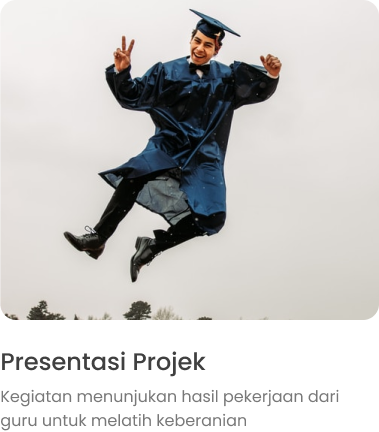 Presentasi Projek
Kegiatan menunjukan hasil pekerjaan dari
guru untuk melatih keberanian